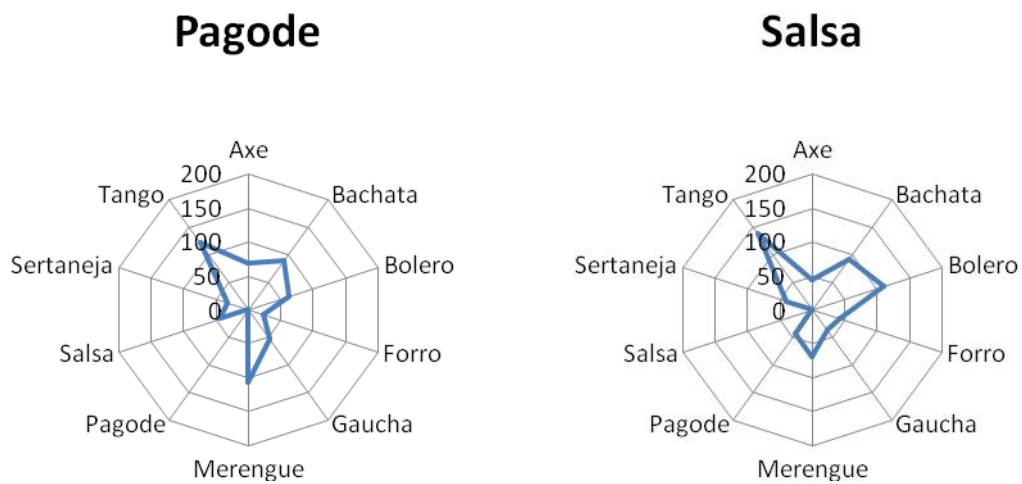 Pagode
Axe
200
Tango
Bachata
150
100
Sertaneja
Bolero
50
0
Salsa
Forro
Pagode
Gaucha
Merengue
Salsa
Axe
200
Tango
Bachata
150
100
Sertaneja
Bolero
50
0
Salsa
Forro
Pagode
Gaucha
Merengue